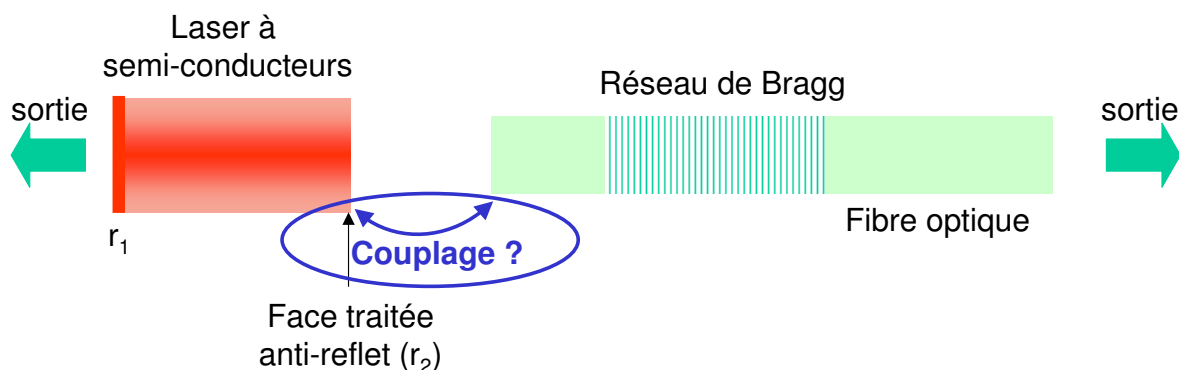 Laser à
semi-conducteurs
Réseau de Bragg
sortie
sortie
r₁
Couplage ?
Fibre optique
Face traitée
anti-reflet (r₂)